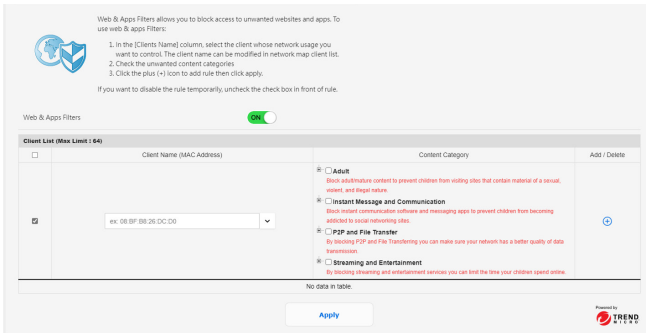 Web & Apps Filters allows you to block access to unwanted websites and apps. To
use web & apps Filters:
1. In the [Clients Name] column, select the client whose network usage you
want to control. The client name can be modified in network map client list.
2. Check the unwanted content categories
3. Click the plus (+) icon to add rule then click apply.
If you want to disable the rule temporarily, uncheck the check box in front of rule.
Web & Apps Filters
ON
Client List (Max Limit : 64)
Client Name (MAC Address)
Content Category
Add / Delete
Adult
Block adult/mature content to prevent children from visiting sites that contain material of a sexual,
violent, and illegal nature.
Instant Message and Communication
Block instant communication software and messaging apps to prevent children from becoming
addicted to social networking sites.
P2P and File Transfer
By blocking P2P and File Transferring you can make sure your network has a better quality of data
transmission.
Streaming and Entertainment
By blocking streaming and entertainment services you can limit the time your children spend online.
ex: 08:BF:B8:26:DC:D0
No data in table.
Apply
Powered by
TREND
MICRO